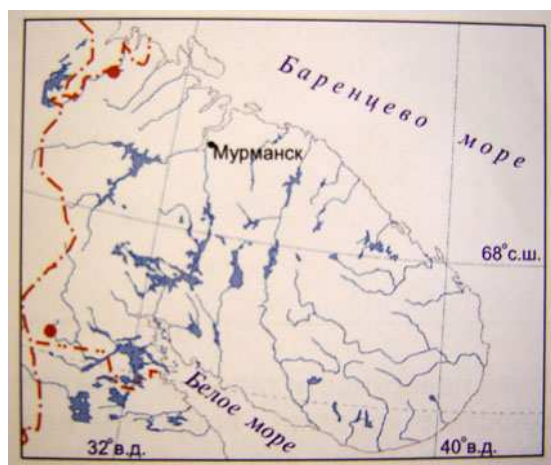 Баренцево море
Мурманск
68°с.ш.
Белое море
32°в.д.
40°в.д.